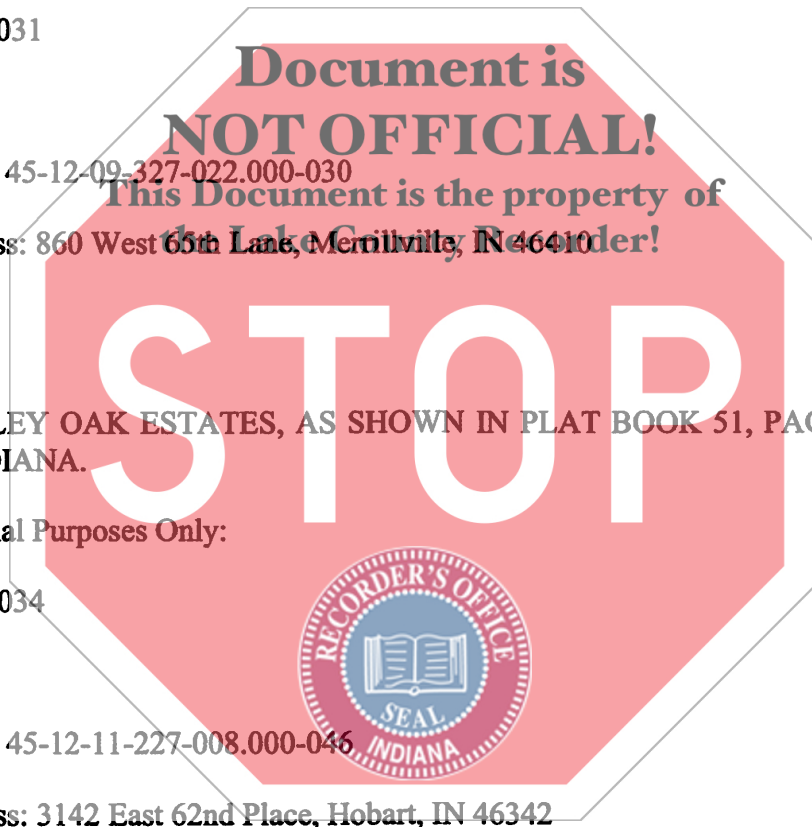 031
Document is
NOT OFFICIAL!
45-12-09-327-022.000-030
This Document is the property of
ss: 860 West 65th Lane, Merrillville, IN 46410
the Lake County Recorder!
STOP
LEY OAK ESTATES, AS SHOWN IN PLAT BOOK 51, PAG
DIANA.
al Purposes Only:
RECORDER'S OFFICE
034
SEAL
INDIANA
45-12-11-227-008.000-046
ss: 3142 East 62nd Place, Hobart, IN 46342